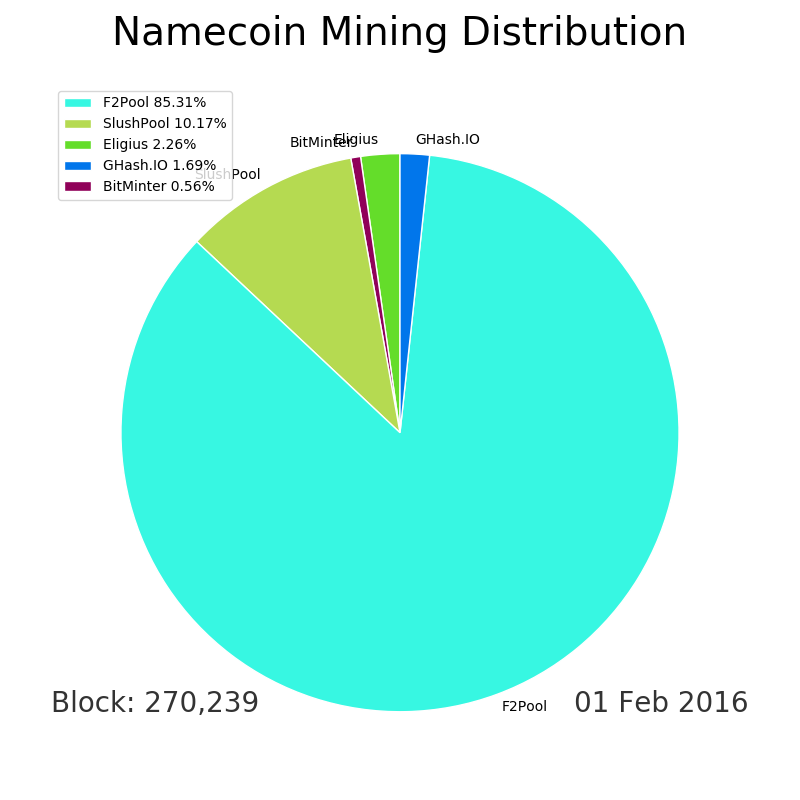 Namecoin Mining Distribution
F2Pool 85.31%
SlushPool 10.17%
Eligius 2.26%
GHash.IO 1.69%
BitMinter 0.56%
SlushPool
BitMinter
Eligius
GHash.IO
F2Pool
Block: 270,239
01 Feb 2016